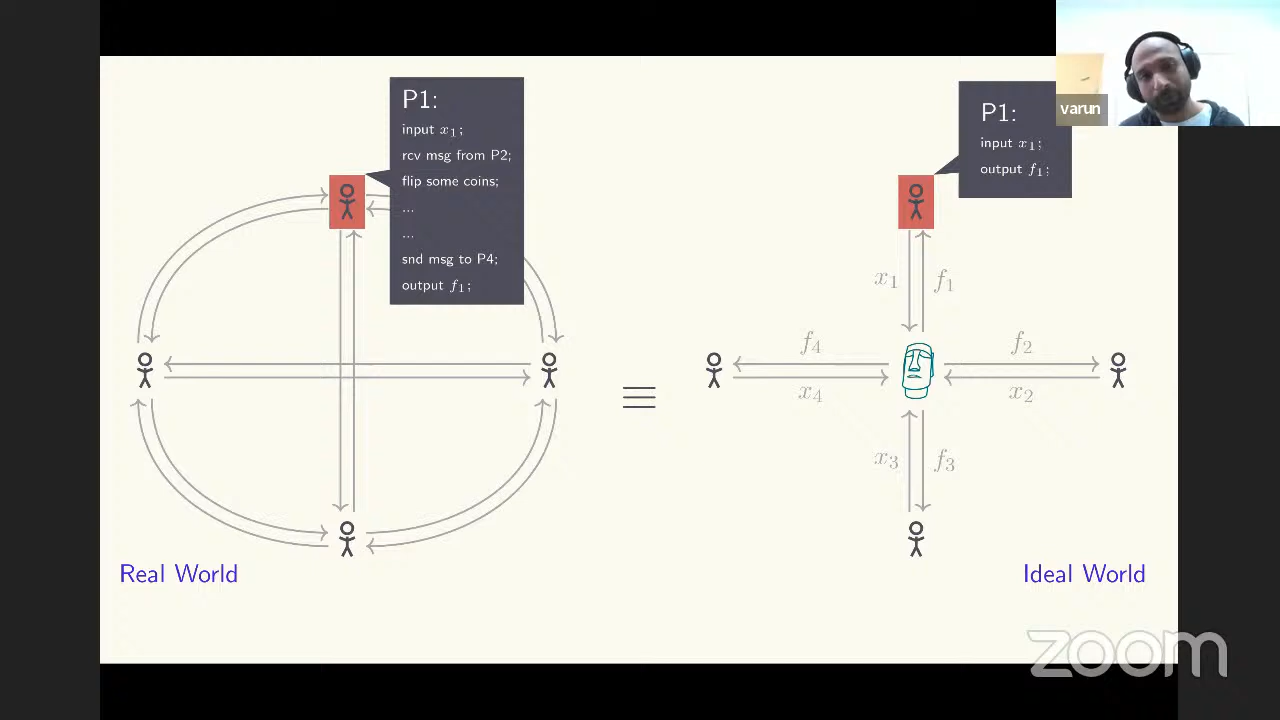 P1:
input x₁;
rcv msg from P2;
flip some coins;
...
...
snd msg to P4;
output f₁;
≡
P1:
input x₁;
output f₁;
varun
x₁ f₁
f₄ f₂
x₄ x₂
x₃ f₃
Real World
Ideal World
zoom